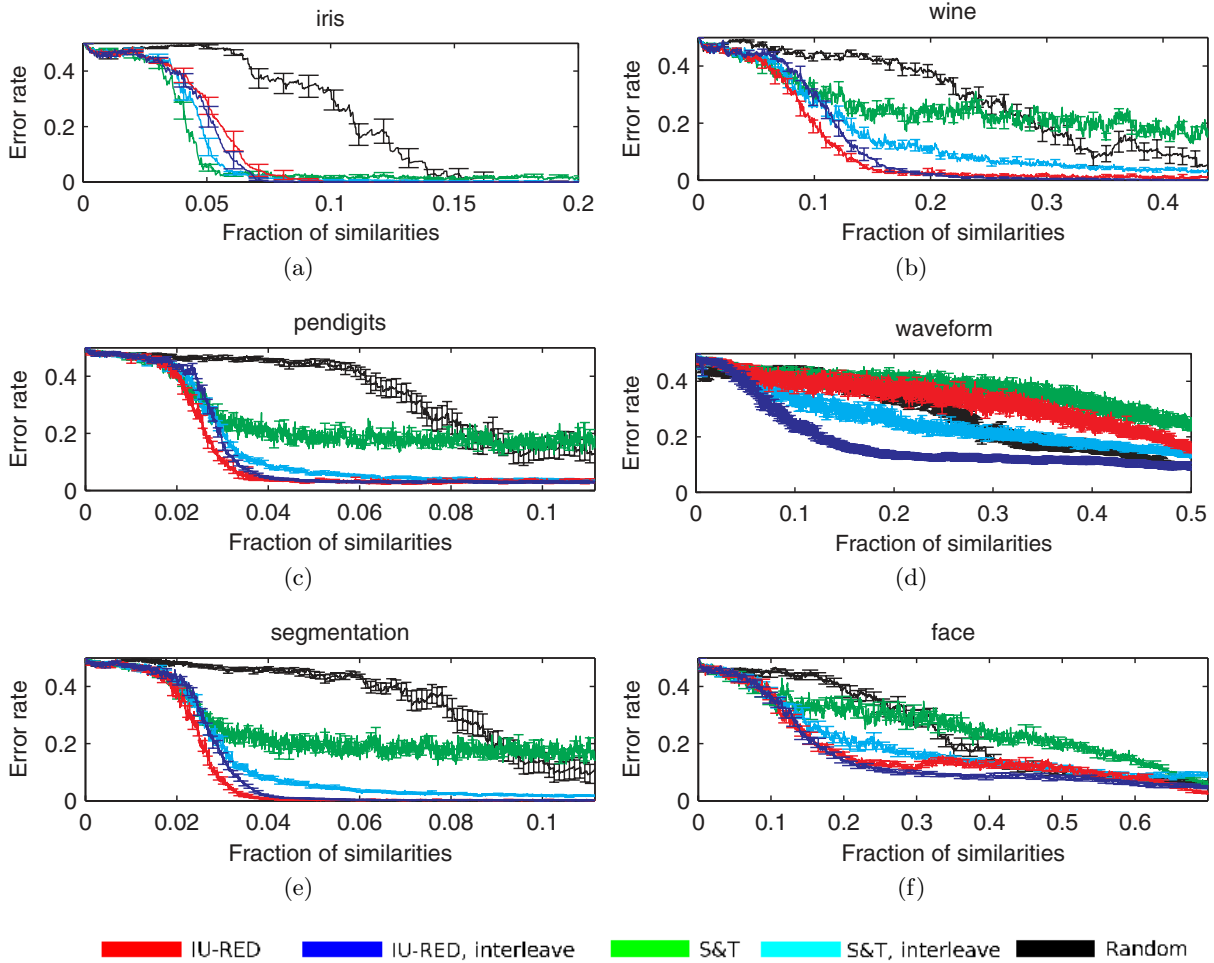 iris
Error rate
0.4
0.2
0
0 0.05 0.1 0.15 0.2
Fraction of similarities
(a)
wine
Error rate
0.4
0.2
0
0 0.1 0.2 0.3 0.4
Fraction of similarities
(b)
pendigits
Error rate
0.4
0.2
0
0 0.02 0.04 0.06 0.08 0.1
Fraction of similarities
(c)
waveform
Error rate
0.4
0.2
0
0 0.1 0.2 0.3 0.4 0.5
Fraction of similarities
(d)
segmentation
Error rate
0.4
0.2
0
0 0.02 0.04 0.06 0.08 0.1
Fraction of similarities
(e)
face
Error rate
0.4
0.2
0
0 0.1 0.2 0.3 0.4 0.5 0.6
Fraction of similarities
(f)
IU-RED IU-RED, interleave S&T S&T, interleave Random